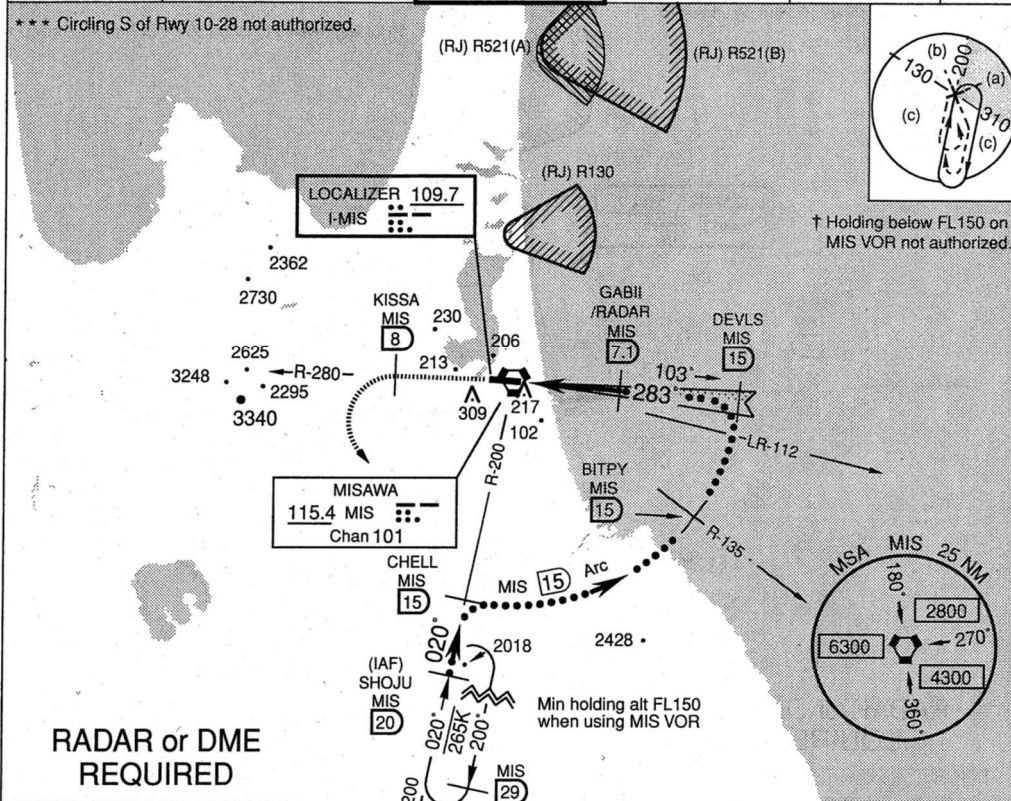 *** Circling S of Rwy 10-28 not authorized.
(RJ) R521(A)
(RJ) R521(B)
(b)
200
(a)
130
310
(c)
(c)
(RJ) R130
LOCALIZER 109.7
I-MIS
† Holding below FL150 on
MIS VOR not authorized.
2362
2730
KISSA
MIS
8
230
GABII
/RADAR
MIS
7.1
DEVLS
MIS
15
206
213
2625
R-280
3248
2295
3340
309
217
102
103°
283°
LR-112
R-200
BITPY
MIS
15
R-135
MISAWA
115.4 MIS
Chan 101
CHELL
MIS
15
MIS 15 Arc
MSA MIS 25 NM
180°
2800
6300
270°
4300
360°
020°
2018
2428
(IAF)
SHOJU
MIS
20
Min holding alt FL150
when using MIS VOR
020°
265K
200°
RADAR or DME
REQUIRED
MIS
29
200